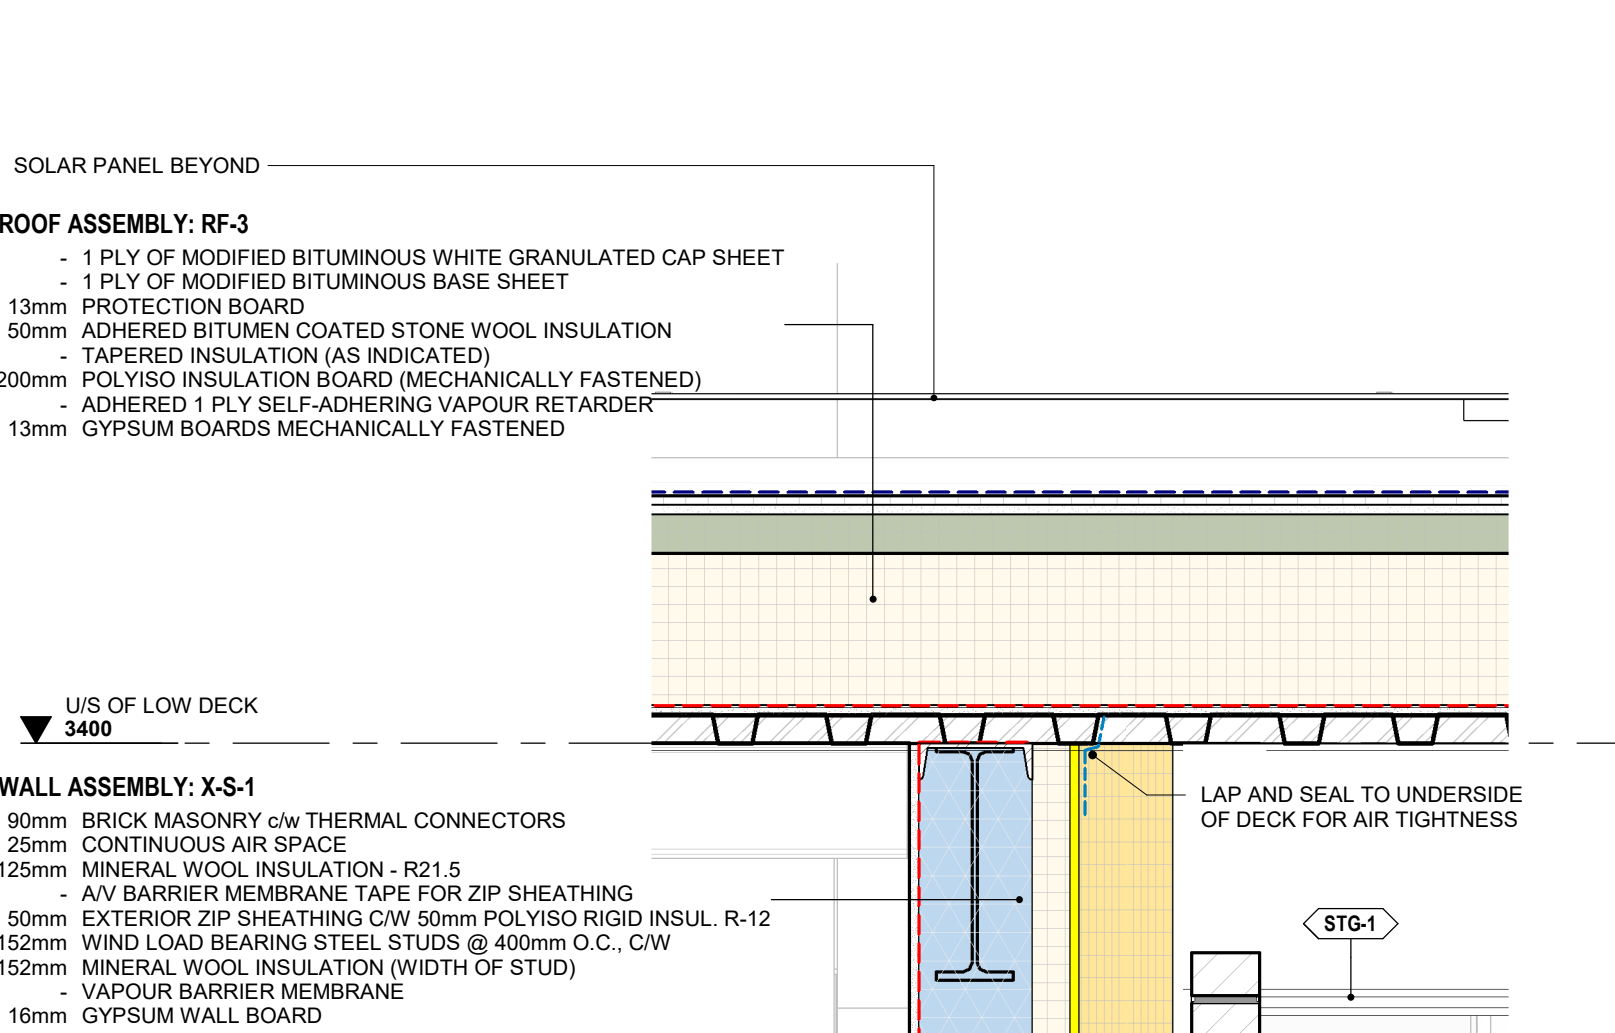 SOLAR PANEL BEYOND
ROOF ASSEMBLY: RF-3
- 1 PLY OF MODIFIED BITUMINOUS WHITE GRANULATED CAP SHEET
- 1 PLY OF MODIFIED BITUMINOUS BASE SHEET
13mm PROTECTION BOARD
50mm ADHERED BITUMEN COATED STONE WOOL INSULATION
- TAPERED INSULATION (AS INDICATED)
200mm POLYISO INSULATION BOARD (MECHANICALLY FASTENED)
- ADHERED 1 PLY SELF-ADHERING VAPOUR RETARDER
13mm GYPSUM BOARDS MECHANICALLY FASTENED
U/S OF LOW DECK
3400
WALL ASSEMBLY: X-S-1
90mm BRICK MASONRY c/w THERMAL CONNECTORS
25mm CONTINUOUS AIR SPACE
125mm MINERAL WOOL INSULATION - R21.5
- A/V BARRIER MEMBRANE TAPE FOR ZIP SHEATHING
50mm EXTERIOR ZIP SHEATHING C/W 50mm POLYISO RIGID INSUL. R-12
152mm WIND LOAD BEARING STEEL STUDS @ 400mm O.C., C/W
152mm MINERAL WOOL INSULATION (WIDTH OF STUD)
- VAPOUR BARRIER MEMBRANE
16mm GYPSUM WALL BOARD
LAP AND SEAL TO UNDERSIDE
OF DECK FOR AIR TIGHTNESS
STG-1